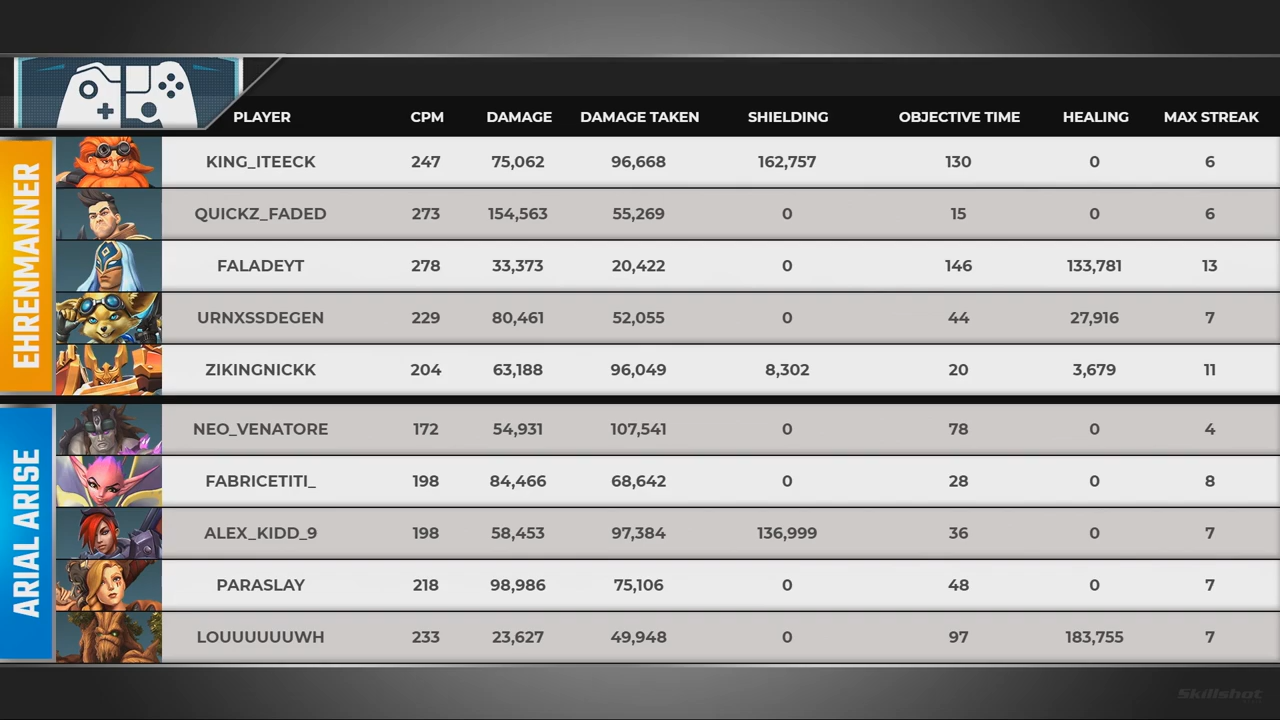 PLAYER CPM DAMAGE DAMAGE TAKEN SHIELDING OBJECTIVE TIME HEALING MAX STREAK
EHRENMANNER
KING_ITEECK 247 75,062 96,668 162,757 130 0 6
QUICKZ_FADED 273 154,563 55,269 0 15 0 6
FALADEYT 278 33,373 20,422 0 146 133,781 13
URNXSSDEGEN 229 80,461 52,055 0 44 27,916 7
ZIKINGNICKK 204 63,188 96,049 8,302 20 3,679 11
ARIAL ARISE
NEO_VENATORE 172 54,931 107,541 0 78 0 4
FABRICETITI_ 198 84,466 68,642 0 28 0 8
ALEX_KIDD_9 198 58,453 97,384 136,999 36 0 7
PARASLAY 218 98,986 75,106 0 48 0 7
LOUUUUUUWH 233 23,627 49,948 0 97 183,755 7
Skillshot